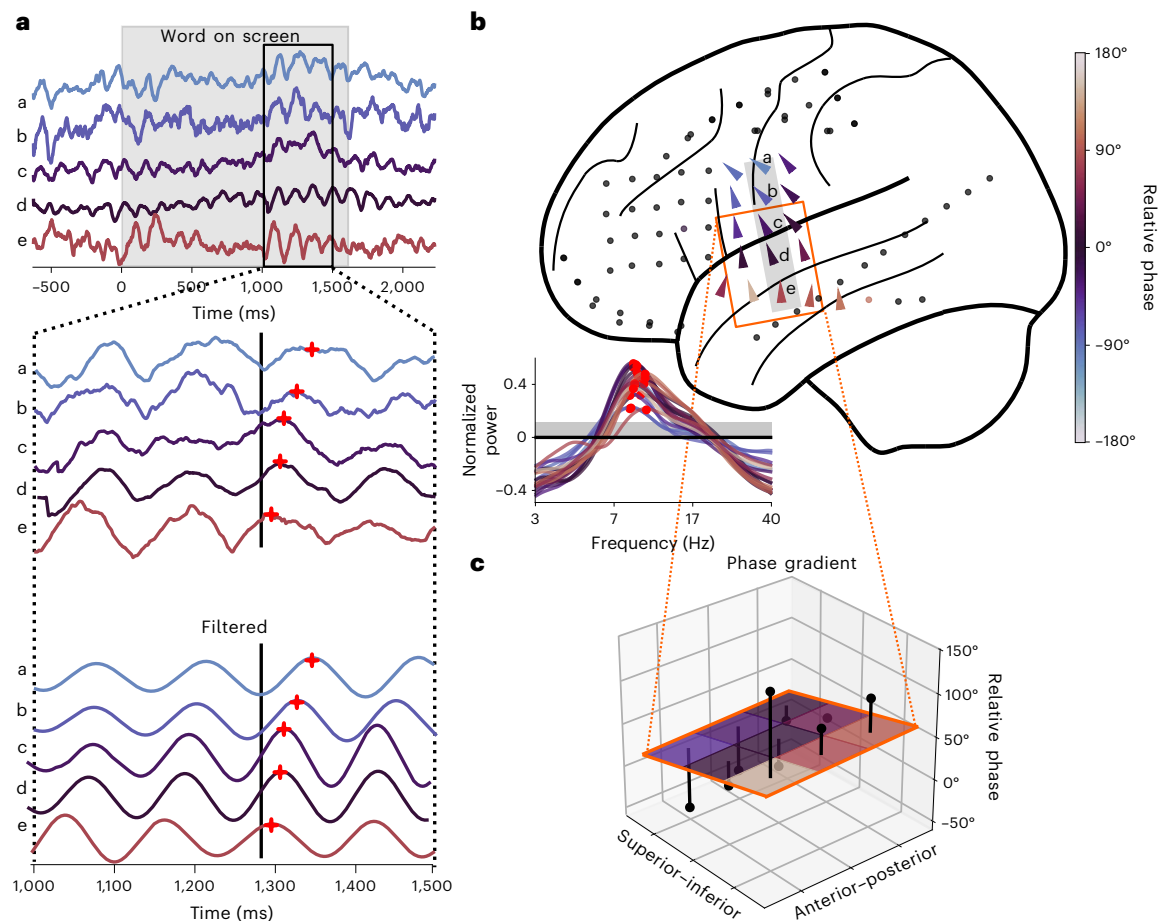 a
Word on screen
a
b
c
d
e
−500
0
500
1,000
1,500
2,000
Time (ms)
a
b
c
d
e
Filtered
a
b
c
d
e
1,000
1,100
1,200
1,300
1,400
1,500
Time (ms)
b
a
b
c
d
e
180°
90°
0°
-90°
-180°
Relative phase
Normalized
power
0.4
0
−0.4
3
7
17
40
Frequency (Hz)
c
Phase gradient
150°
100°
50°
0°
−50°
Relative phase
Superior–inferior
Anterior–posterior